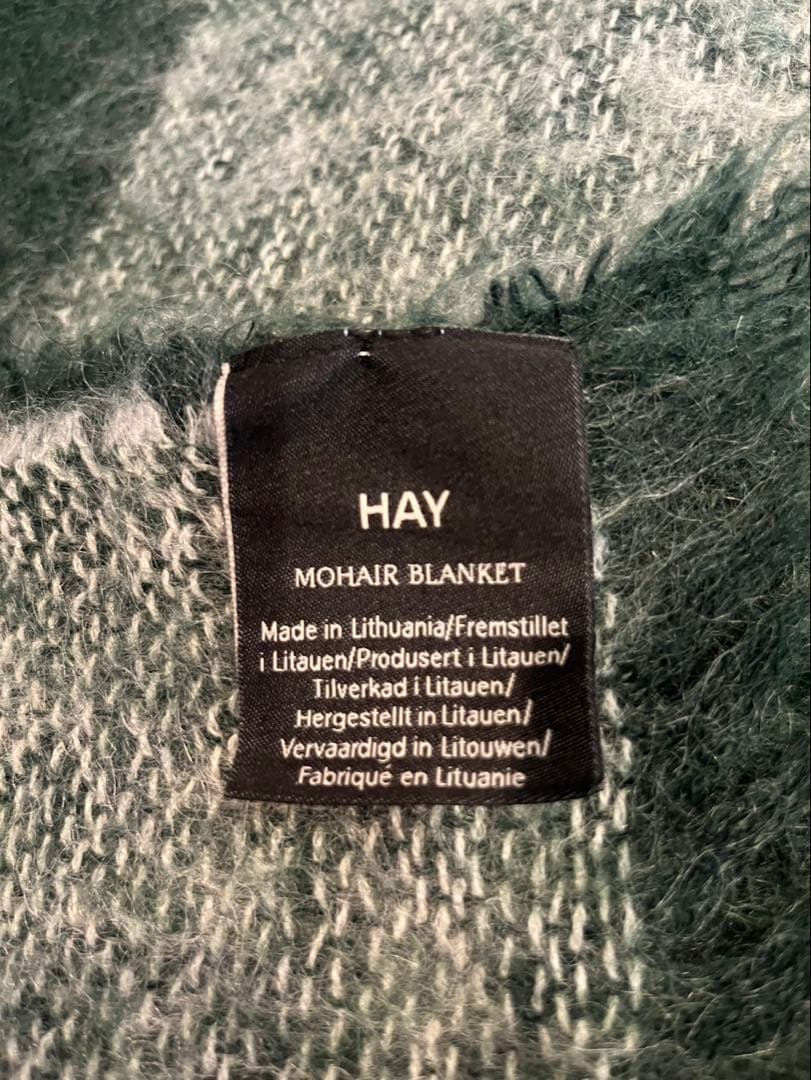 HAY
MOHAIR BLANKET
Made in Lithuania/Fremstillet
i Litauen/Produsert i Litauen/
Tilverkad i Litauen/
Hergestellt in Litauen/
Vervaardigd in Litouwen/
Fabriqué en Lituanie